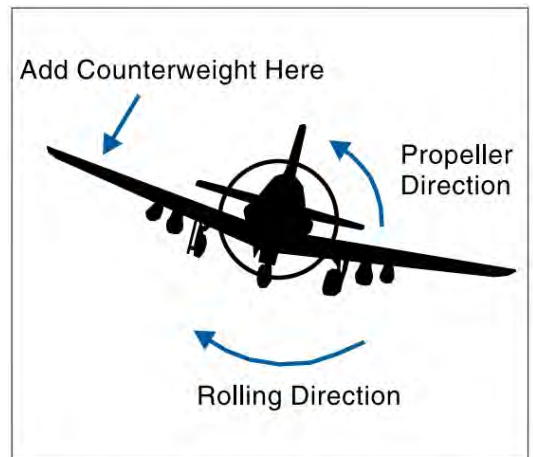 Add Counterweight Here
Propeller
Direction
Rolling Direction